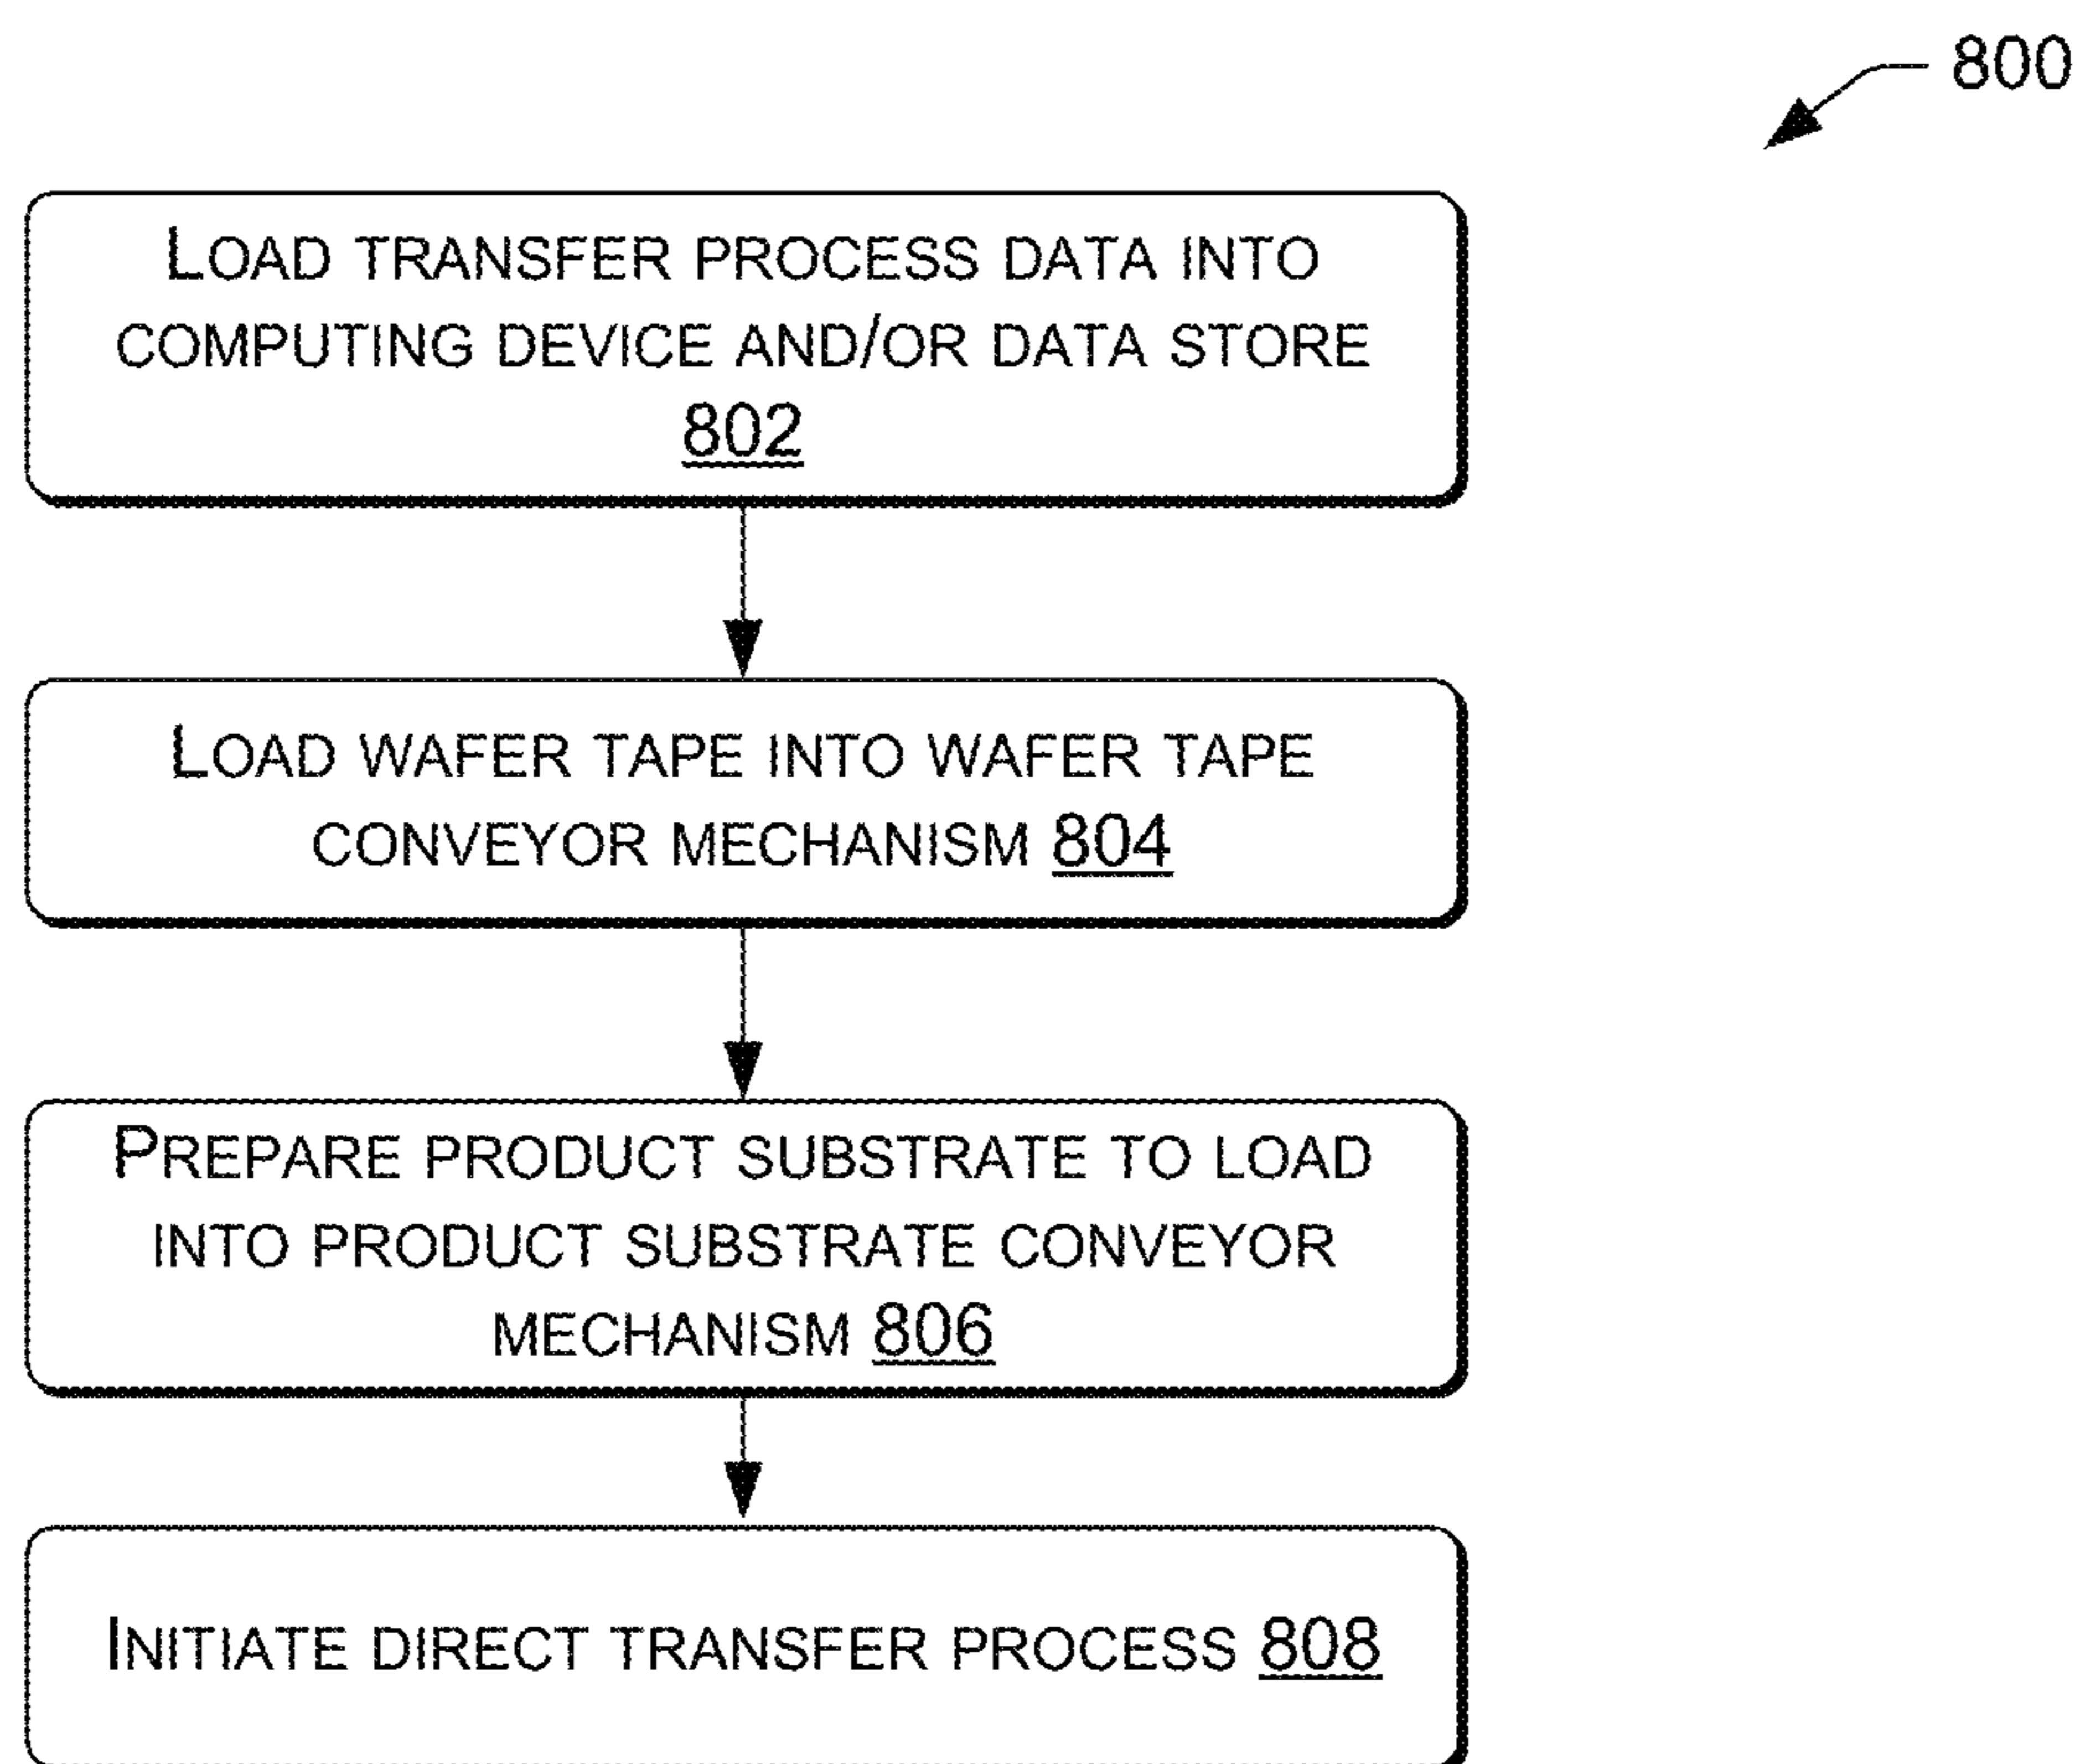 800
LOAD TRANSFER PROCESS DATA INTO
COMPUTING DEVICE AND/OR DATA STORE
802
LOAD WAFER TAPE INTO WAFER TAPE
CONVEYOR MECHANISM 804
PREPARE PRODUCT SUBSTRATE TO LOAD
INTO PRODUCT SUBSTRATE CONVEYOR
MECHANISM 806
INITIATE DIRECT TRANSFER PROCESS 808